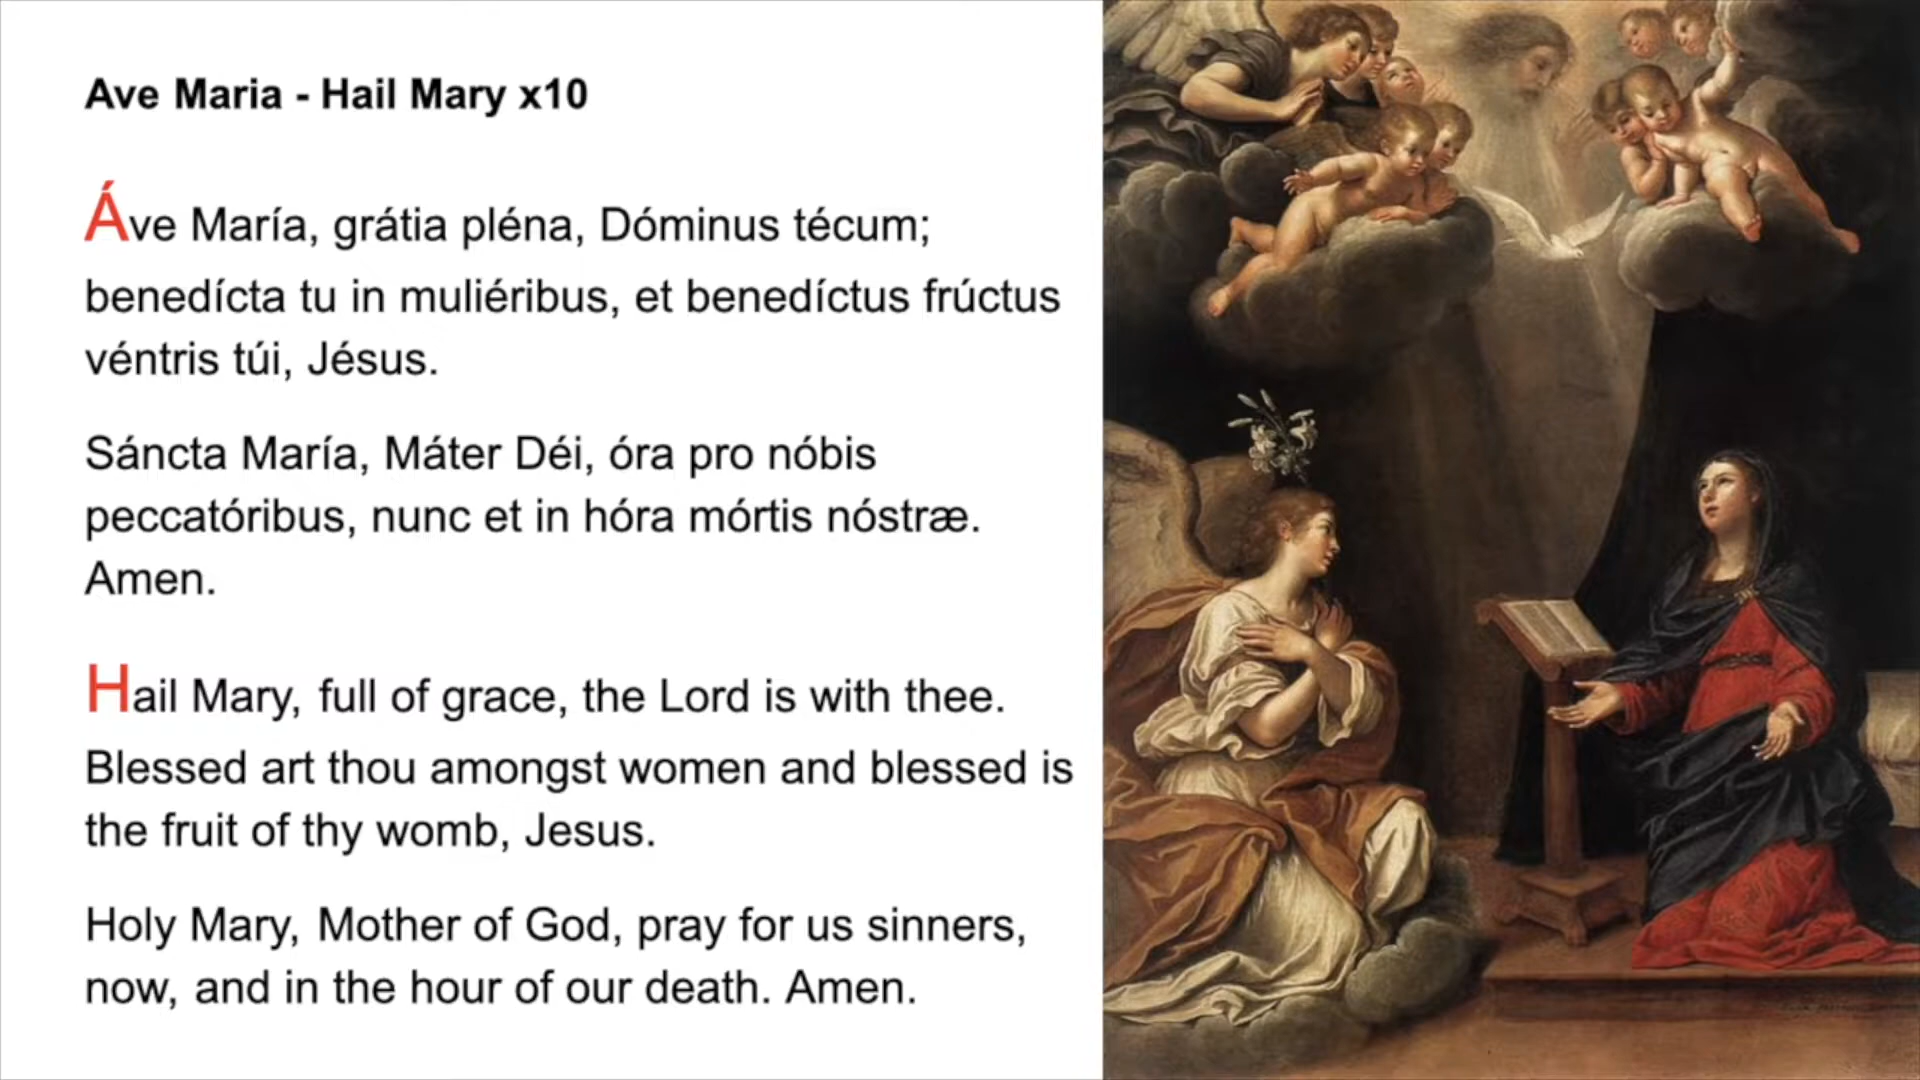 Ave Maria - Hail Mary x10
Áve María, grátia pléna, Dóminus técum;
benedícta tu in muliéribus, et benedíctus frúctus
véntris túi, Jésus.
Sáncta María, Máter Déi, óra pro nóbis
peccatóribus, nunc et in hóra mórtis nóstræ.
Amen.
Hail Mary, full of grace, the Lord is with thee.
Blessed art thou amongst women and blessed is
the fruit of thy womb, Jesus.
Holy Mary, Mother of God, pray for us sinners,
now, and in the hour of our death. Amen.